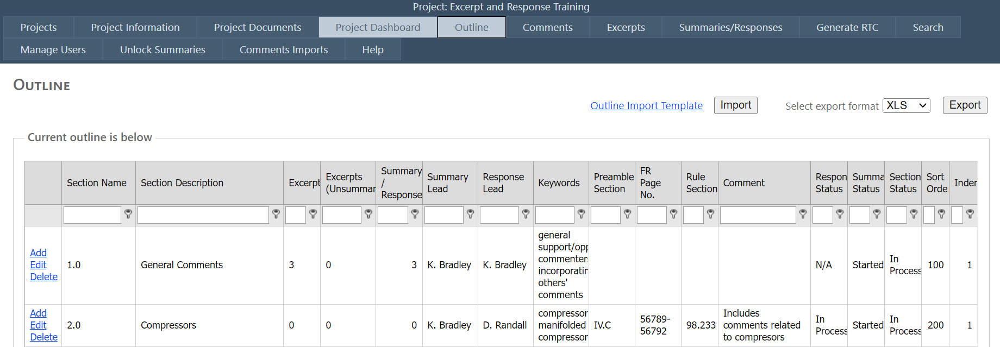 Project: Excerpt and Response Training
Projects Project Information Project Documents Project Dashboard Outline Comments Excerpts Summaries/Responses Generate RTC Search
Manage Users Unlock Summaries Comments Imports Help
OUTLINE
Outline Import Template Import Select export format XLS Export
Current outline is below
Section Name Section Description Excerpt Excerpts (Unsummar Summary / Response Summary Lead Response Lead Keywords Preamble Section FR Page No. Rule Section Comment Respon Status Summa Status Section Status Sort Orde Inder
Add
Edit
Delete
1.0 General Comments 3 0 3 K. Bradley K. Bradley
general
support/opp
commenter
incorporatin
others'
comments
N/A Started In Process 100 1
Add
Edit
Delete
2.0 Compressors 0 0 0 K. Bradley D. Randall
compressor
manifolded
compressor
IV.C
56789-
56792
98.233
Includes
comments related
to compresors
In Process Started In Process 200 1